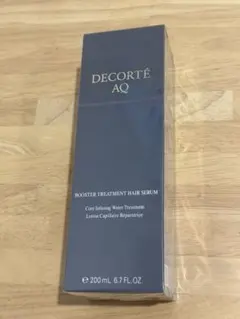 DECORTÉ
AQ
BOOSTER TREATMENT HAIR SERUM
Core Infusing Water Treatment
Lotion Capillaire Réparatrice
℮ 200 mL 6.7 FL. OZ